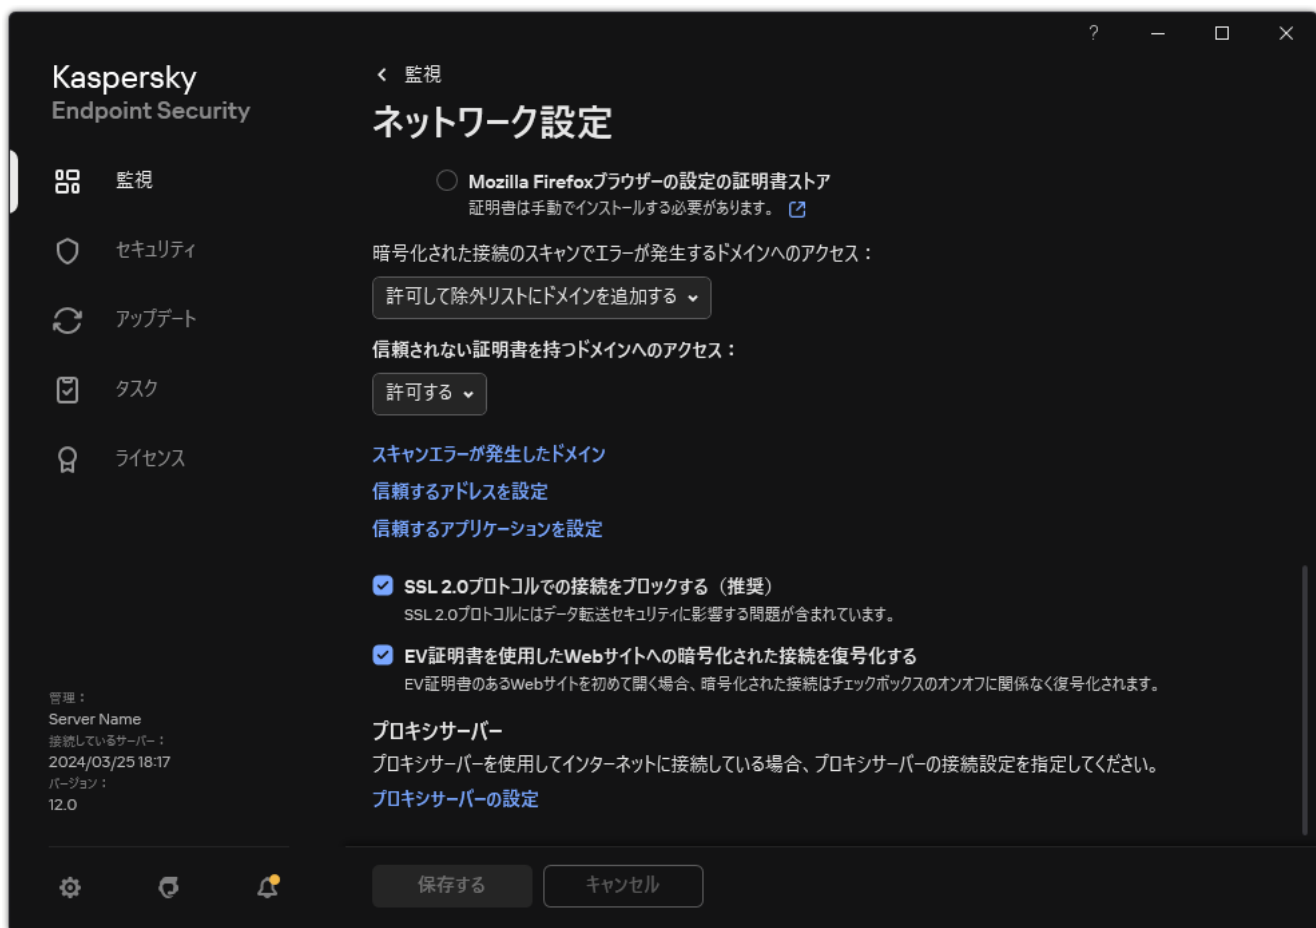 ?
Kaspersky
Endpoint Security
監視
セキュリティ
アップデート
タスク
ライセンス
管理：
Server Name
接続しているサーバー：
2024/03/25 18:17
バージョン：
12.0
監視
ネットワーク設定
Mozilla Firefoxブラウザーの設定の証明書ストア
証明書は手動でインストールする必要があります。
暗号化された接続のスキャンでエラーが発生するドメインへのアクセス：
許可して除外リストにドメインを追加する
信頼されない証明書を持つドメインへのアクセス：
許可する
スキャンエラーが発生したドメイン
信頼するアドレスを設定
信頼するアプリケーションを設定
SSL 2.0プロトコルでの接続をブロックする（推奨）
SSL 2.0プロトコルにはデータ転送セキュリティに影響する問題が含まれています。
EV証明書を使用したWebサイトへの暗号化された接続を復号化する
EV証明書のあるWebサイトを初めて開く場合、暗号化された接続はチェックボックスのオンオフに関係なく復号化されます。
プロキシサーバー
プロキシサーバーを使用してインターネットに接続している場合、プロキシサーバーの接続設定を指定してください。
プロキシサーバーの設定
保存する
キャンセル